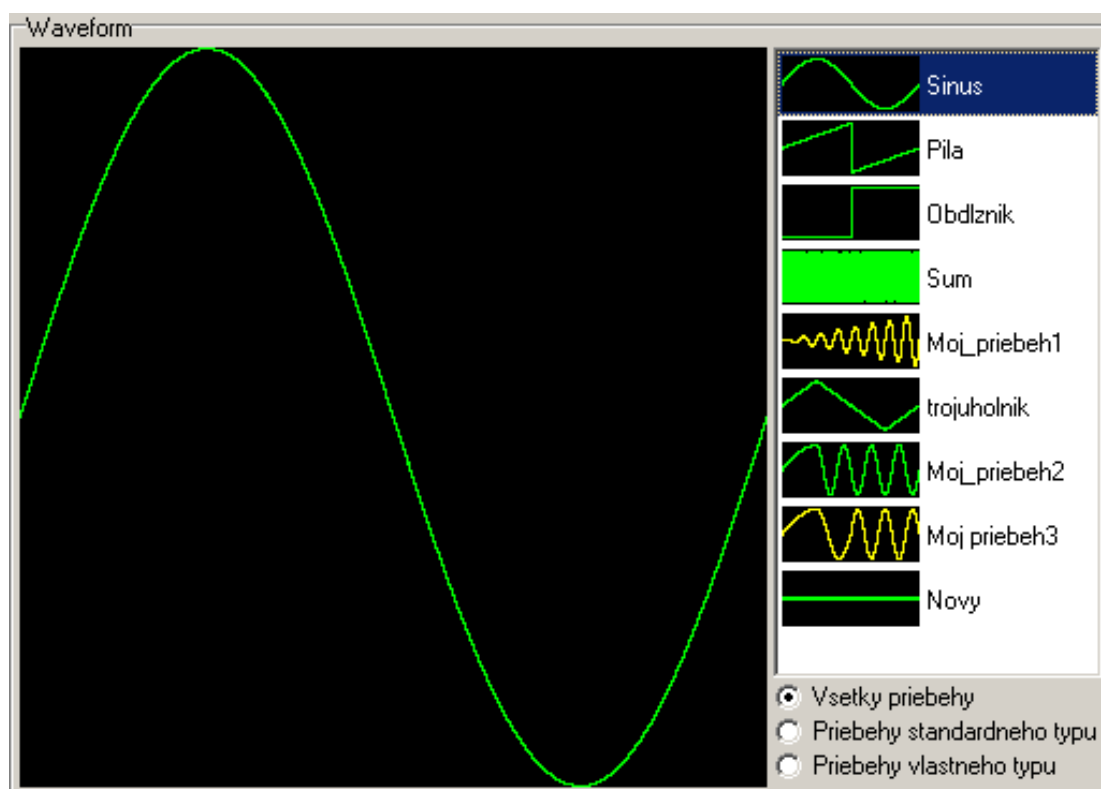 Waveform
Sinus
Pila
Obdlznik
Sum
Moj_priebeh1
trojuholnik
Moj_priebeh2
Moj priebeh3
Novy
Vsetky priebehy
Priebehy standardneho typu
Priebehy vlastneho typu